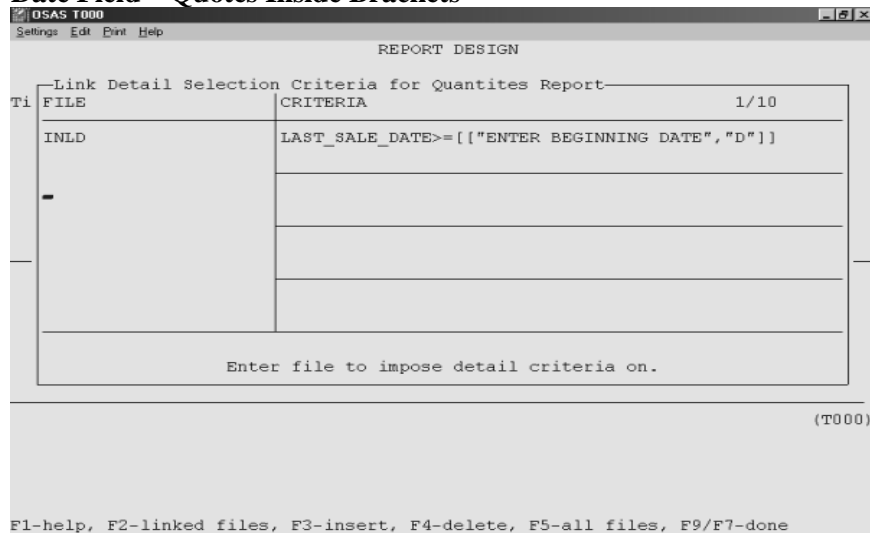 Date Field – Quotes Inside Brackets
OSAS T000
Settings Edit Print Help
REPORT DESIGN
Link Detail Selection Criteria for Quantites Report
Ti FILE CRITERIA 1/10
INLD LAST_SALE_DATE>=[["ENTER BEGINNING DATE","D"]]
Enter file to impose detail criteria on.
(T000)
F1-help, F2-linked files, F3-insert, F4-delete, F5-all files, F9/F7-done